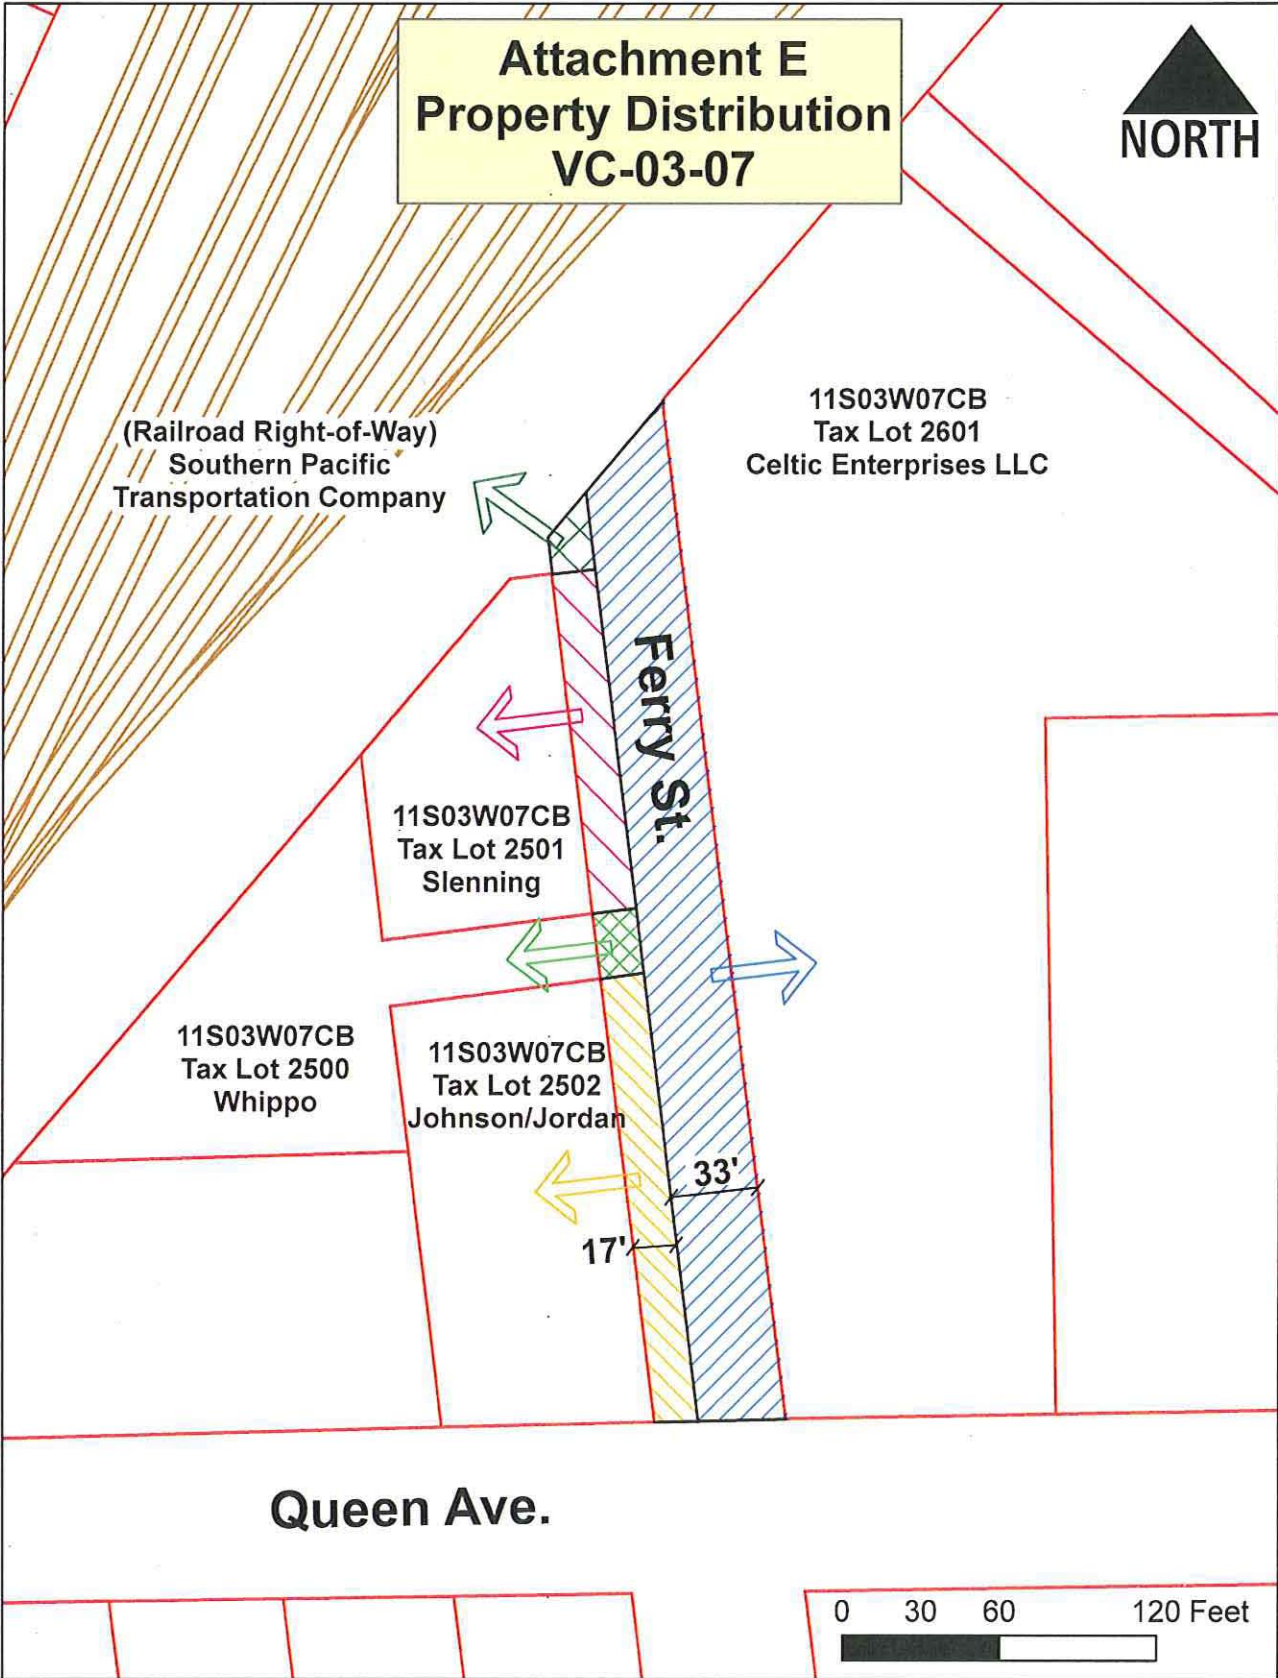 Attachment E
Property Distribution
VC-03-07
NORTH
11S03W07CB
Tax Lot 2601
Celtic Enterprises LLC
(Railroad Right-of-Way)
Southern Pacific
Transportation Company
Ferry St.
11S03W07CB
Tax Lot 2501
Slenning
11S03W07CB
Tax Lot 2500
Whippo
11S03W07CB
Tax Lot 2502
Johnson/Jordan
33'
17'
Queen Ave.
0 30 60 120 Feet